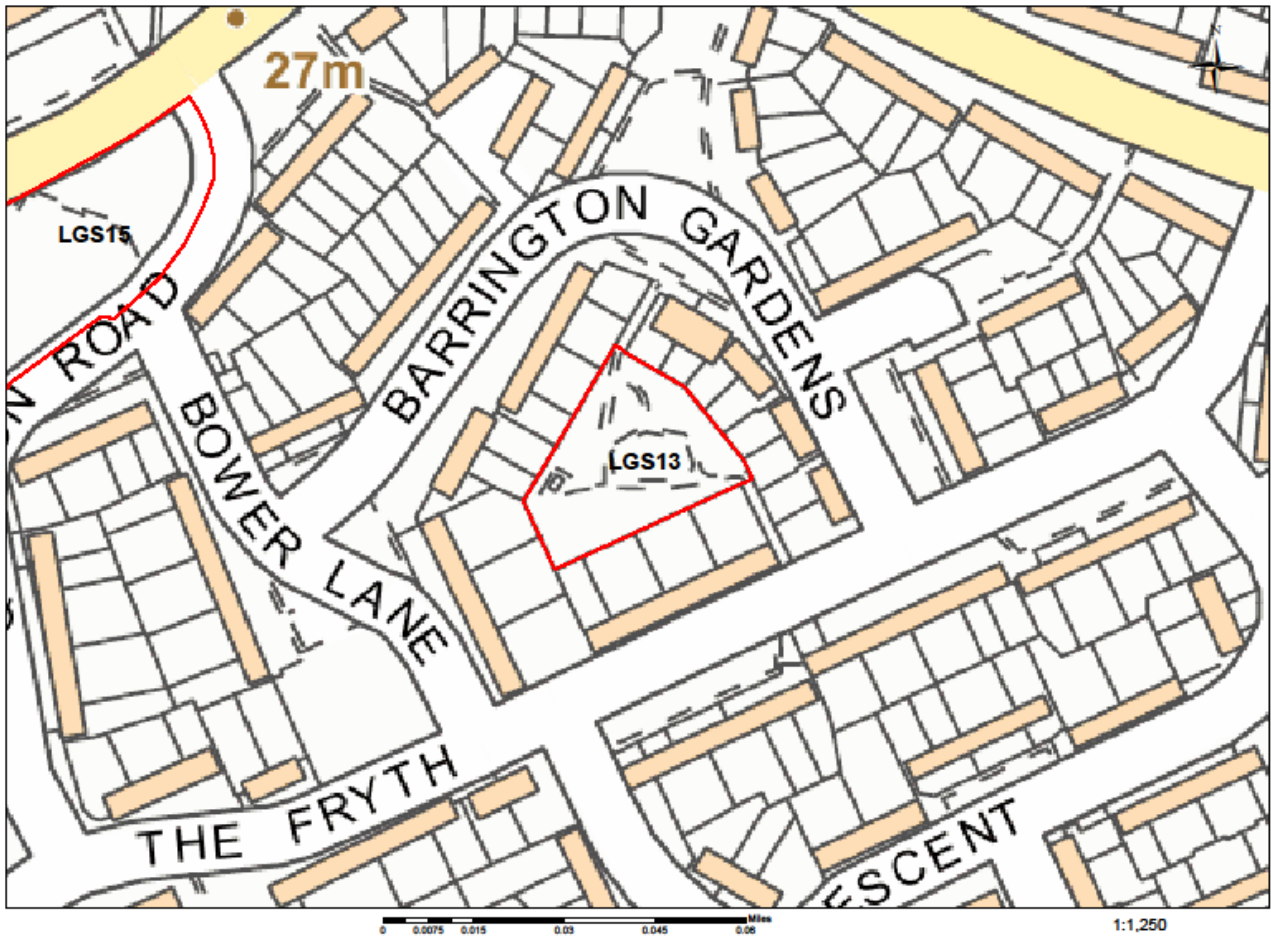 N
27m
LGS15
BARRINGTON GARDENS
ON ROAD
BOWER LANE
LGS13
THE FRYTH
ESCENT
Miles
0 0.0075 0.015 0.03 0.045 0.06
1:1,250